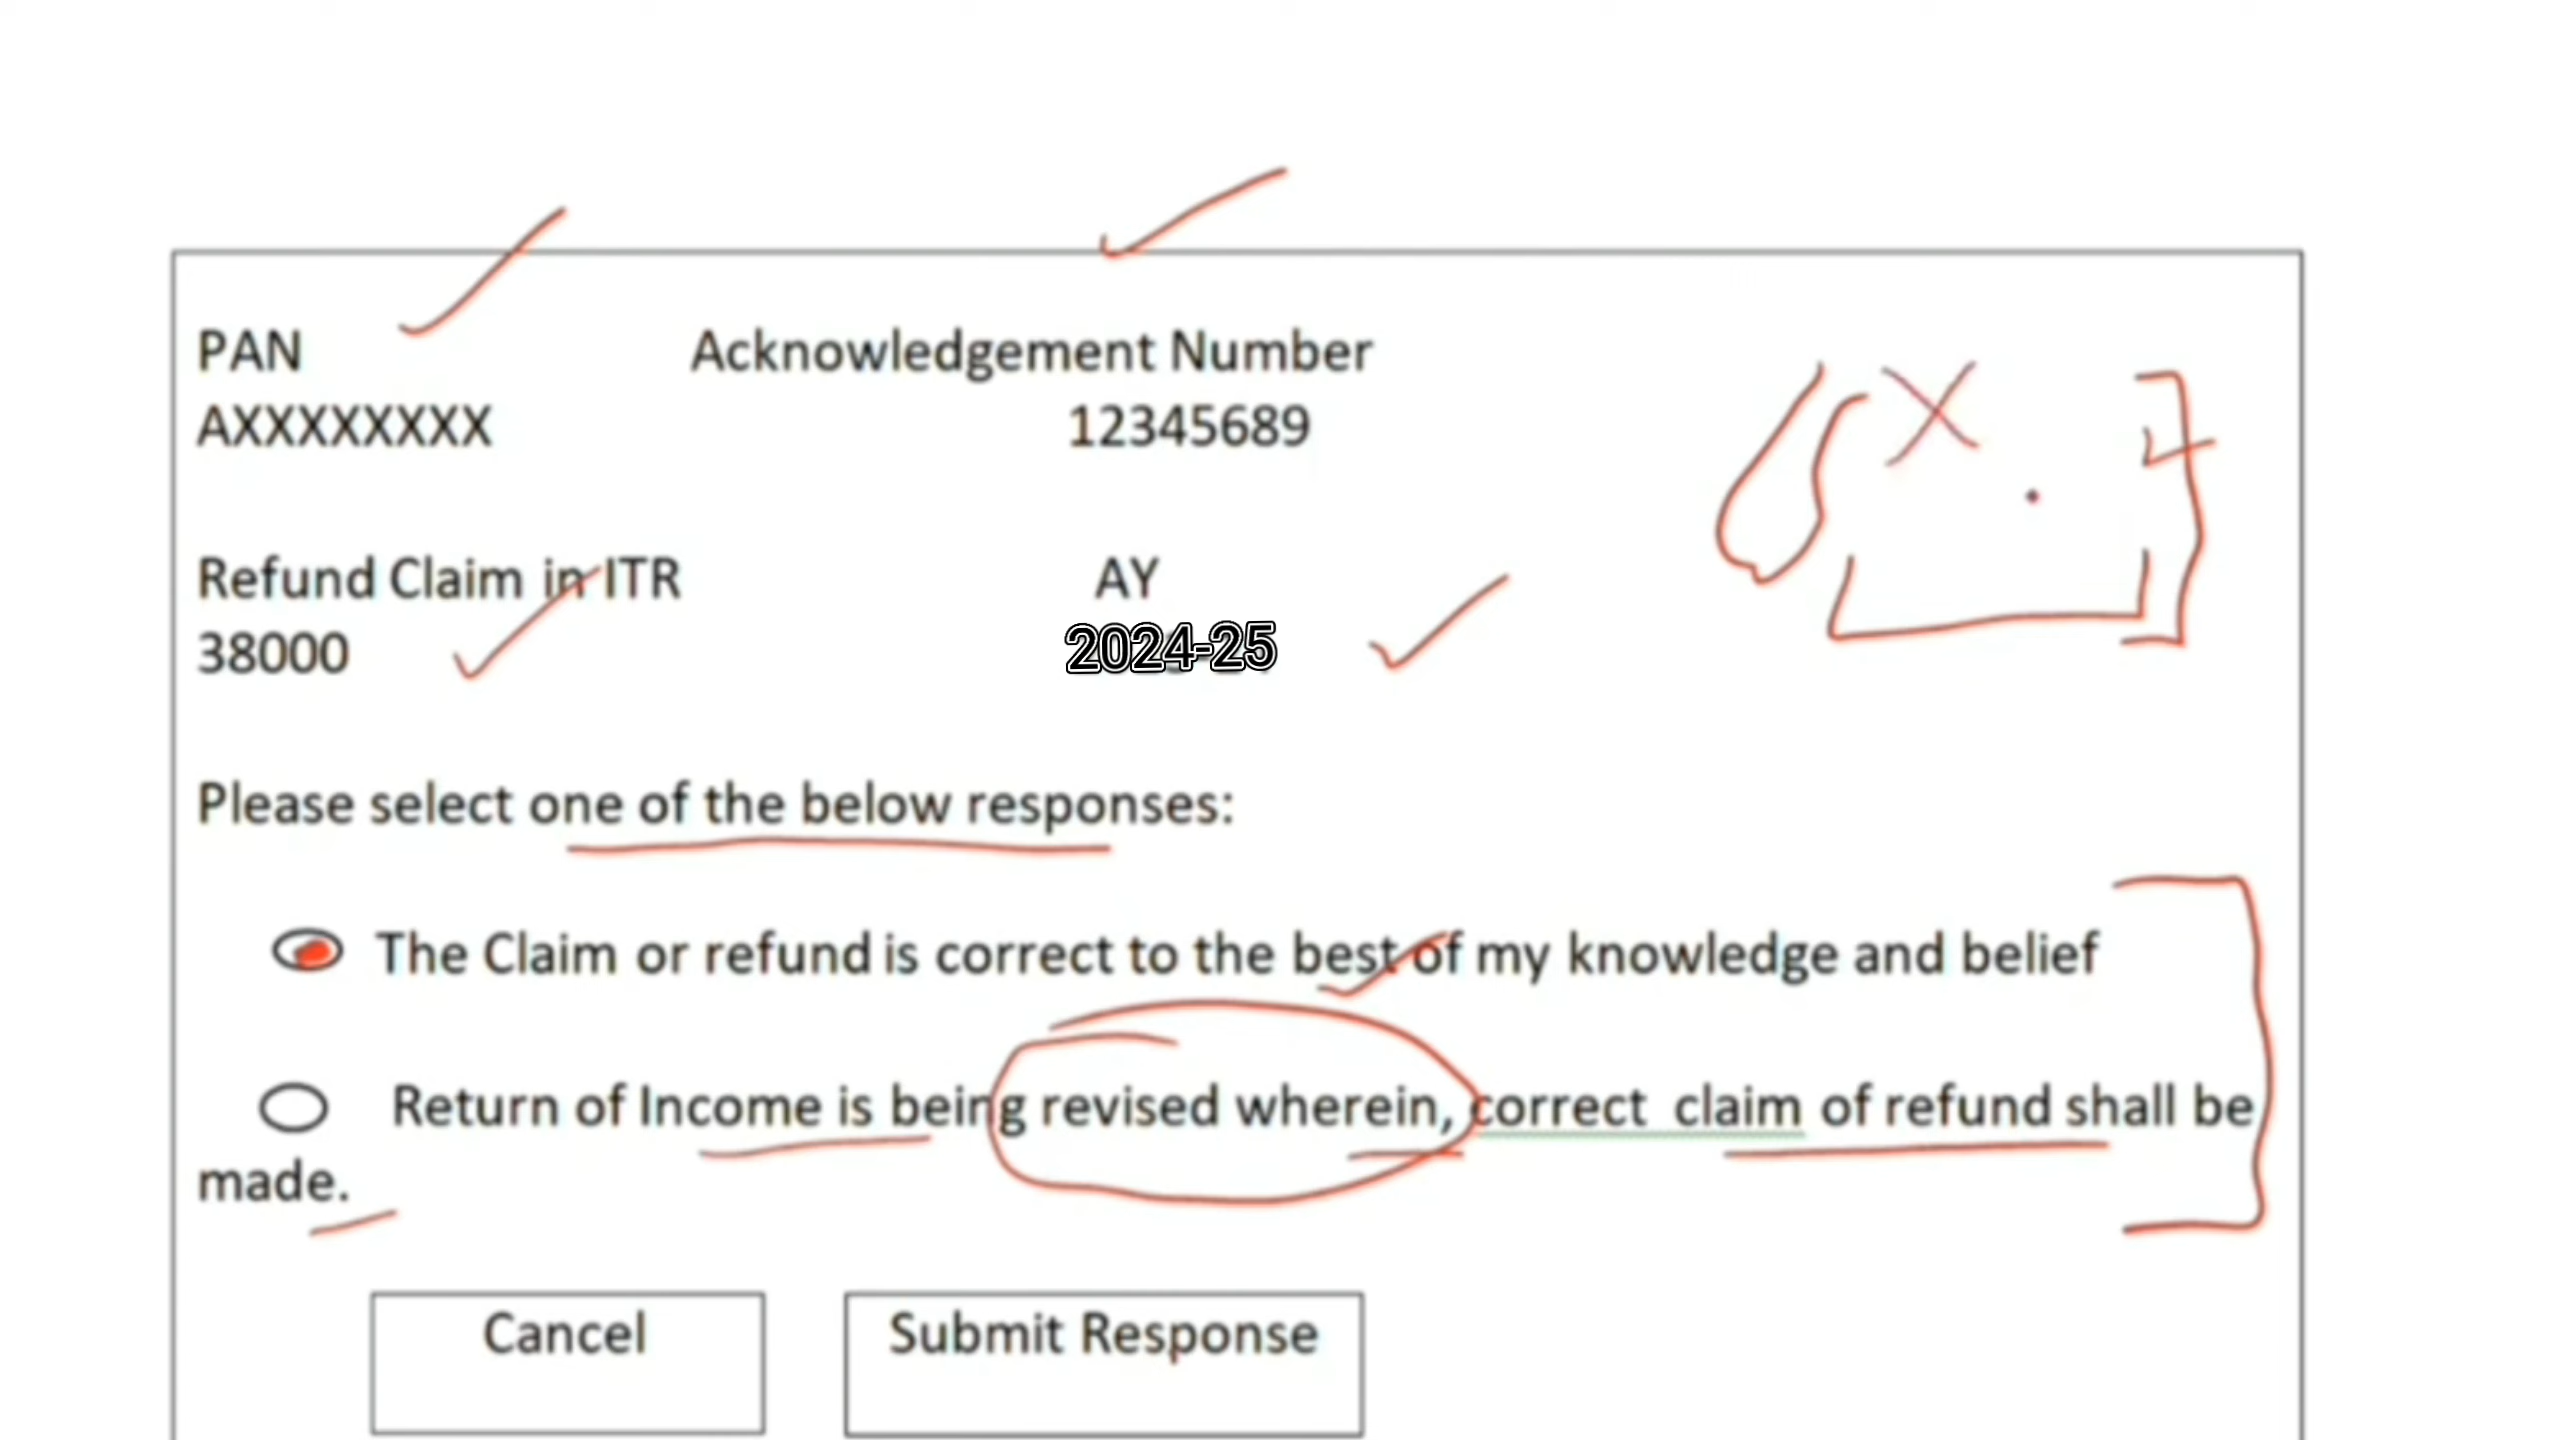 PAN Acknowledgement Number
AXXXXXXXX 12345689
Refund Claim in ITR AY
38000 2024-25
Please select one of the below responses:
The Claim or refund is correct to the best of my knowledge and belief
Return of Income is being revised wherein, correct claim of refund shall be
made.
Cancel Submit Response